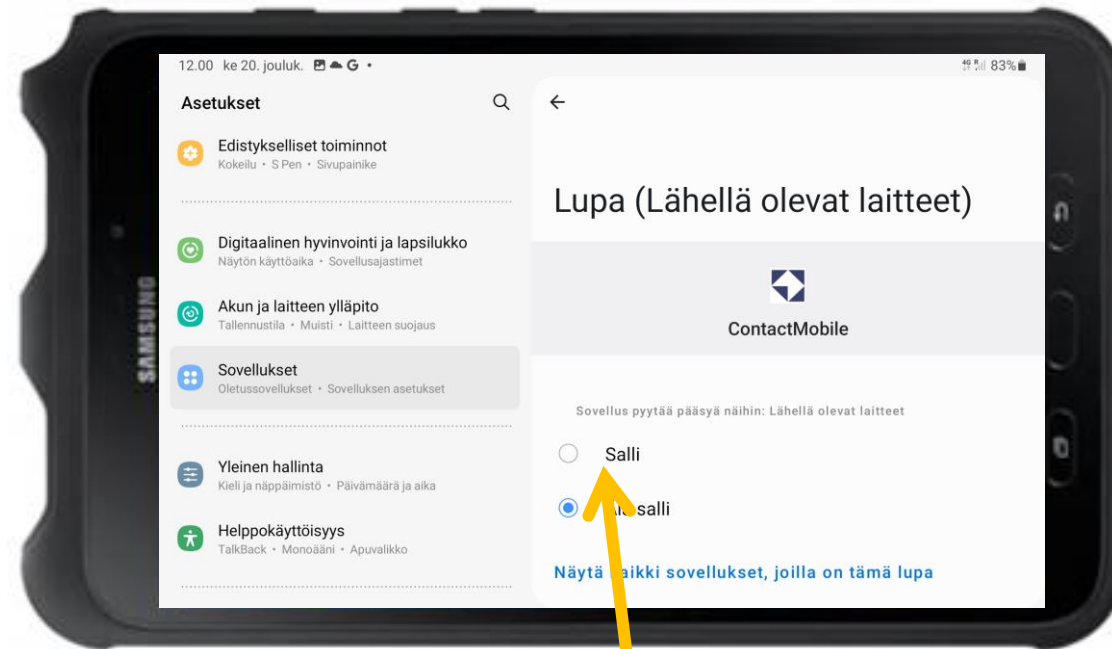 12.00 ke 20. jouluk. G
83%
Asetukset
Edistykselliset toiminnot
Kokeilu • S Pen • Sivupainike
Digitaalinen hyvinvointi ja lapsilukko
Näytön käyttöaika • Sovellusajastimet
Akun ja laitteen ylläpito
Tallennustila • Muisti • Laitteen suojaus
Sovellukset
Oletussovellukset • Sovelluksen asetukset
Yleinen hallinta
Kieli ja näppäimistö • Päivämäärä ja aika
Helppokäyttöisyys
TalkBack • Monoääni • Apuvalikko
Lupa (Lähellä olevat laitteet)
ContactMobile
Sovellus pyytää pääsyä näihin: Lähellä olevat laitteet
Salli
salli
Näytä kaikki sovellukset, joilla on tämä lupa
SAMSUNG